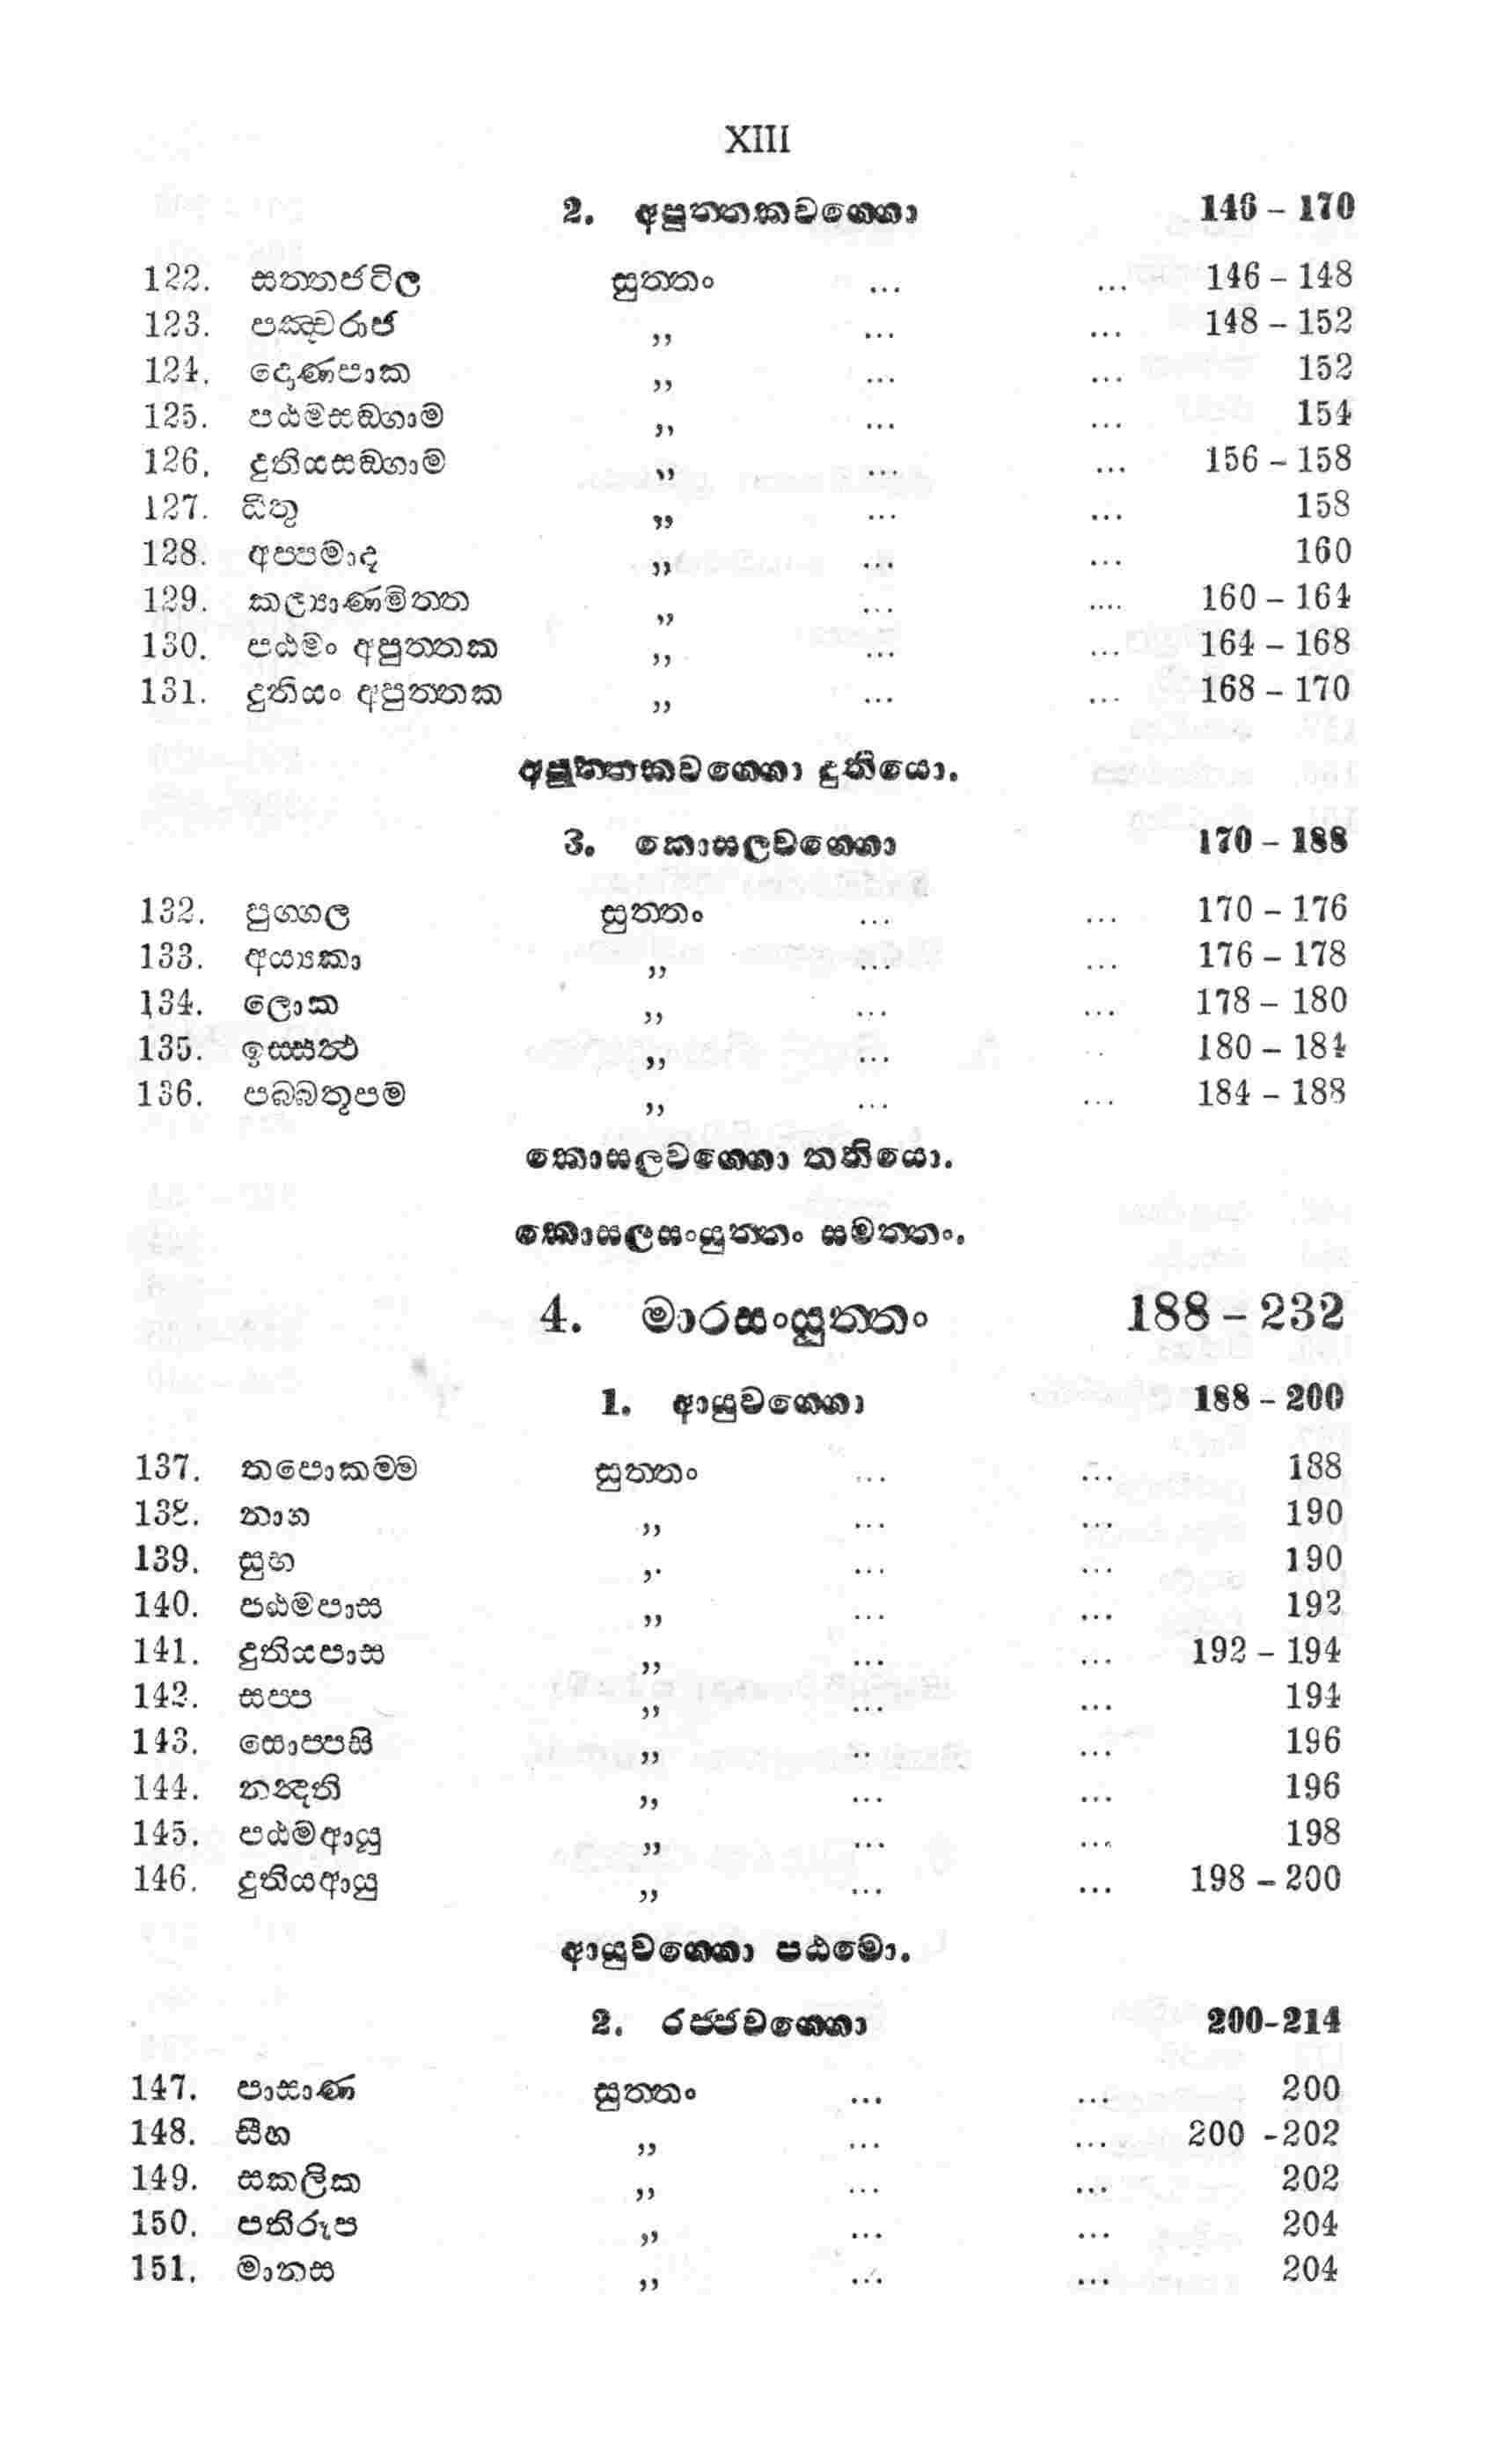 XIII
2. අපුත්තකවග්ගො 146 – 170
122. සත්තජටිල සුත්තං ... ... 146 – 148
123. පඤ්චරාජ ,, ... ... 148 – 152
124. දොණපාක ,, ... ... 152
125. පඨමසඞ්ගාම ,, ... ... 154
126. දුතියසඞ්ගාම ,, ... ... 156 – 158
127. ධීතු ,, ... ... 158
128. අප්පමාද ,, ... ... 160
129. කල්‍යාණමිත්ත ,, ... .... 160 – 164
130. පඨමං අපුත්තක ,, ... ... 164 – 168
131. දුතියං අපුත්තක ,, ... ... 168 – 170
අපුත්තකවග්ගො දුතියො.
3. කොසලවග්ගො 170 – 188
132. පුග්ගල සුත්තං ... ... 170 – 176
133. අය්‍යකා ,, ... ... 176 – 178
134. ලොක ,, ... ... 178 – 180
135. ඉස්සත්‍ථ ,, ... .. 180 – 184
136. පබ්බතූපම ,, ... ... 184 – 188
කොසලවග්ගො තතියො.
කොසලසංයුත්තං සමත්තං.
4. මාරසංයුත්තං 188 – 232
1. ආයුවග්ගො 188 – 200
137. තපොකම්ම සුත්තං ... ... 188
138. නාග ,, ... ... 190
139. සුභ ,. ... ... 190
140. පඨමපාස ,, ... ... 192
141. දුතියපාස ,, ... ... 192 – 194
142. සප්ප ,, ... ... 194
143. සොප්පසි ,, .. ... 196
144. නන්‍දති ,, ... ... 196
145. පඨමආයු ,, ... ... 198
146. දුතියආයු ,, ... ... 198 – 200
ආයුවග්ගො පඨමො.
2. රජ්ජවග්ගො 200-214
147. පාසාණ සුත්තං ... ... 200
148. සීහ ,, ... ... 200 -202
149. සකලික ,, ... ... 202
150. පතිරූප ,, ... ... 204
151. මානස ,, ... ... 204